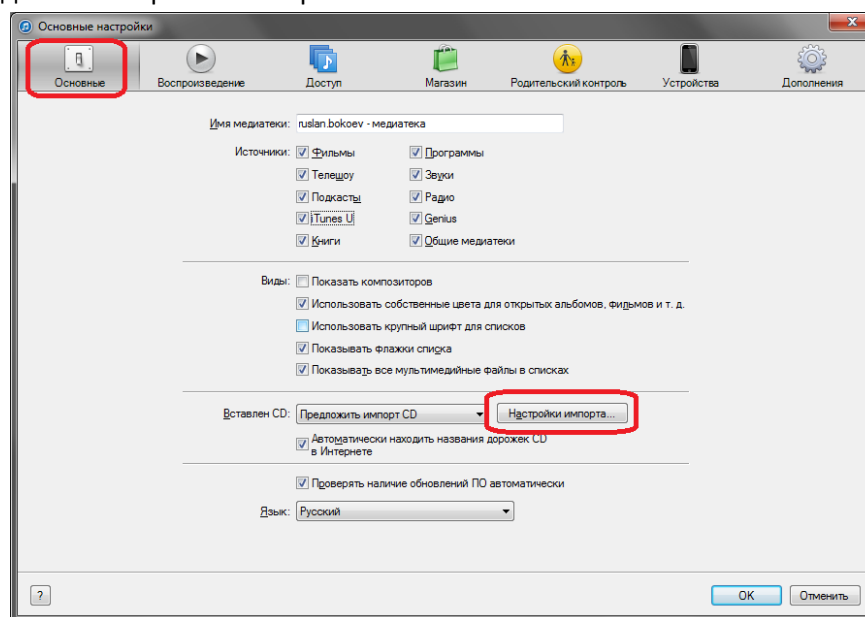 Основные настройки
Основные Воспроизведение Доступ Магазин Родительский контроль Устройства Дополнения
Имя медиатеки: ruslan.bokoev - медиатека
Источники: Фильмы Программы
Телешоу Звуки
Подкасты Радио
iTunes U Genius
Книги Общие медиатеки
Виды: Показать композиторов
Использовать собственные цвета для открытых альбомов, фильмов и т. д.
Использовать крупный шрифт для списков
Показывать флажки списка
Показывать все мультимедийные файлы в списках
Вставлен CD: Предложить импорт CD Настройки импорта...
Автоматически находить названия дорожек CD
в Интернете
Проверять наличие обновлений ПО автоматически
Язык: Русский
? OK Отменить